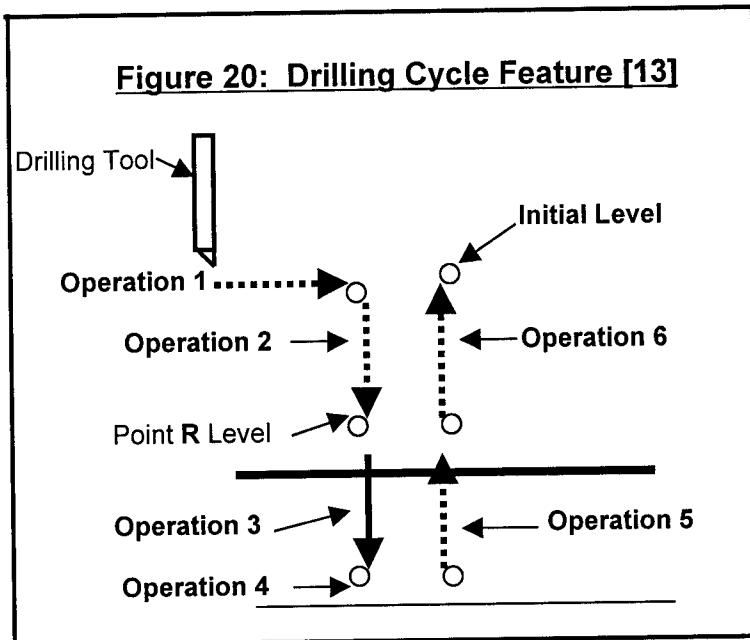 Figure 20: Drilling Cycle Feature [13]
Drilling Tool
Initial Level
Operation 1
Operation 2
Operation 6
Point R Level
Operation 3
Operation 5
Operation 4